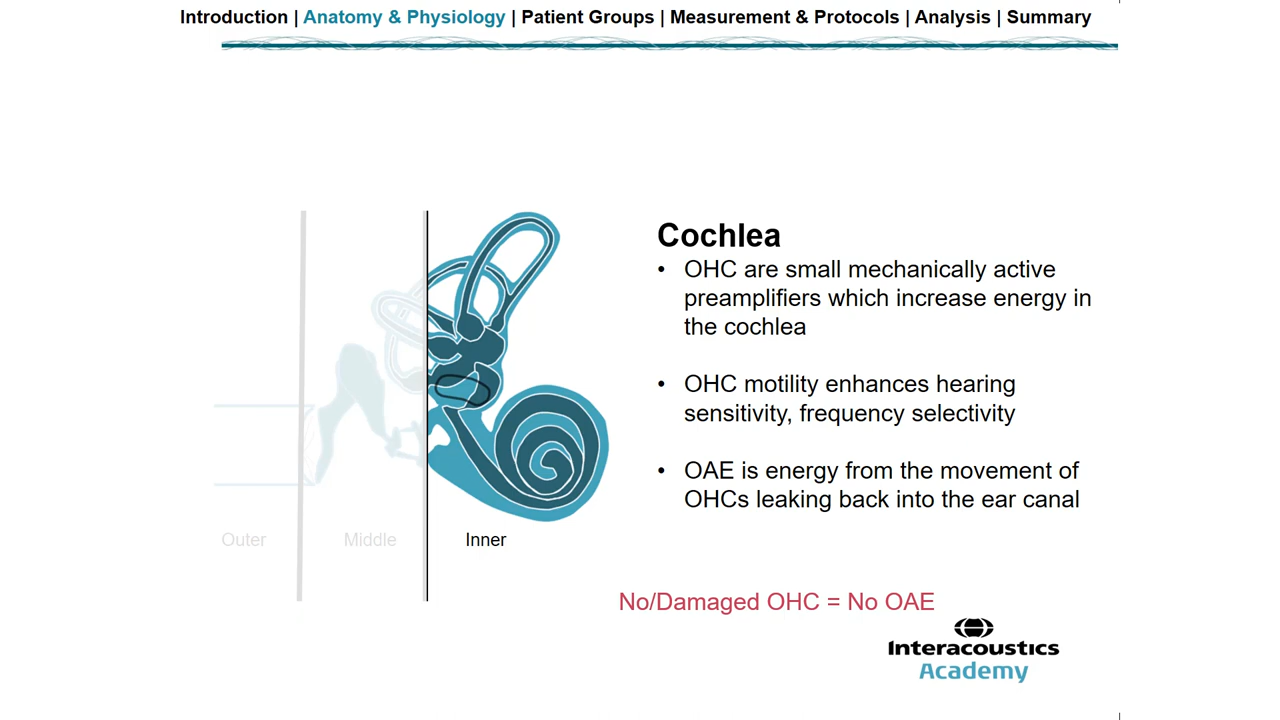 Introduction | Anatomy & Physiology | Patient Groups | Measurement & Protocols | Analysis | Summary
Cochlea
• OHC are small mechanically active
preamplifiers which increase energy in
the cochlea
• OHC motility enhances hearing
sensitivity, frequency selectivity
• OAE is energy from the movement of
OHCs leaking back into the ear canal
Outer
Middle
Inner
No/Damaged OHC = No OAE
Interacoustics
Academy